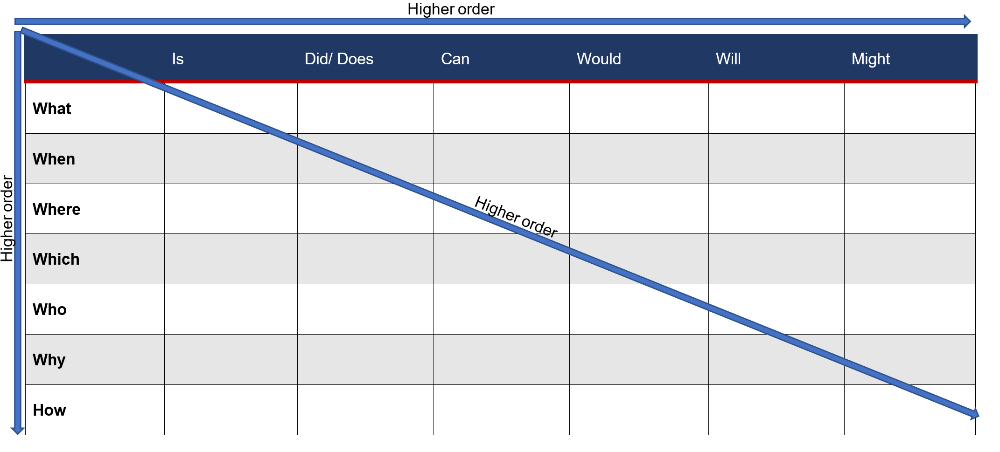 Higher order
Is Did/ Does Can Would Will Might
What
When
Where
Higher order
Higher order
Which
Who
Why
How